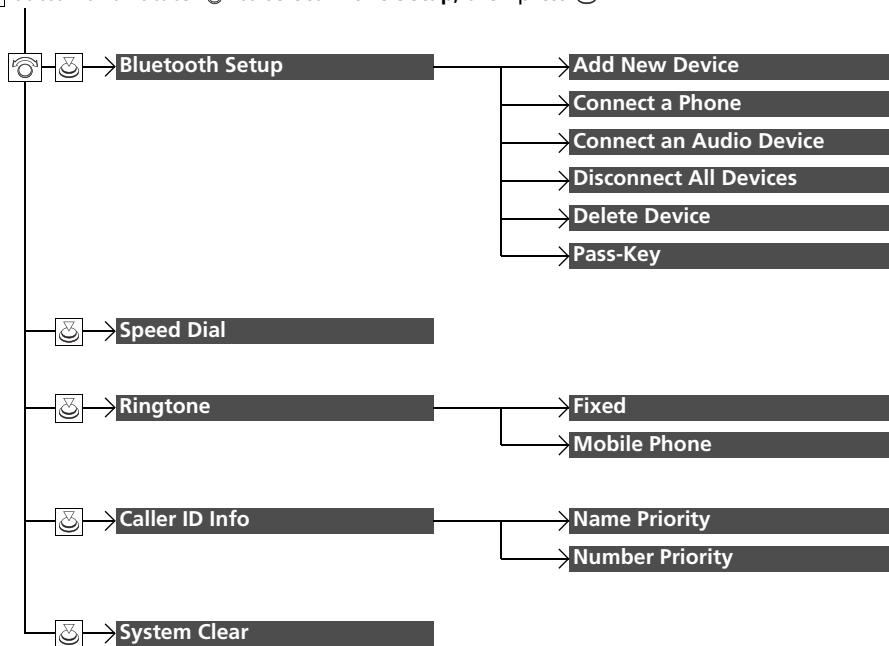 Bluetooth Setup
Add New Device
Connect a Phone
Connect an Audio Device
Disconnect All Devices
Delete Device
Pass-Key
Speed Dial
Ringtone
Fixed
Mobile Phone
Caller ID Info
Name Priority
Number Priority
System Clear